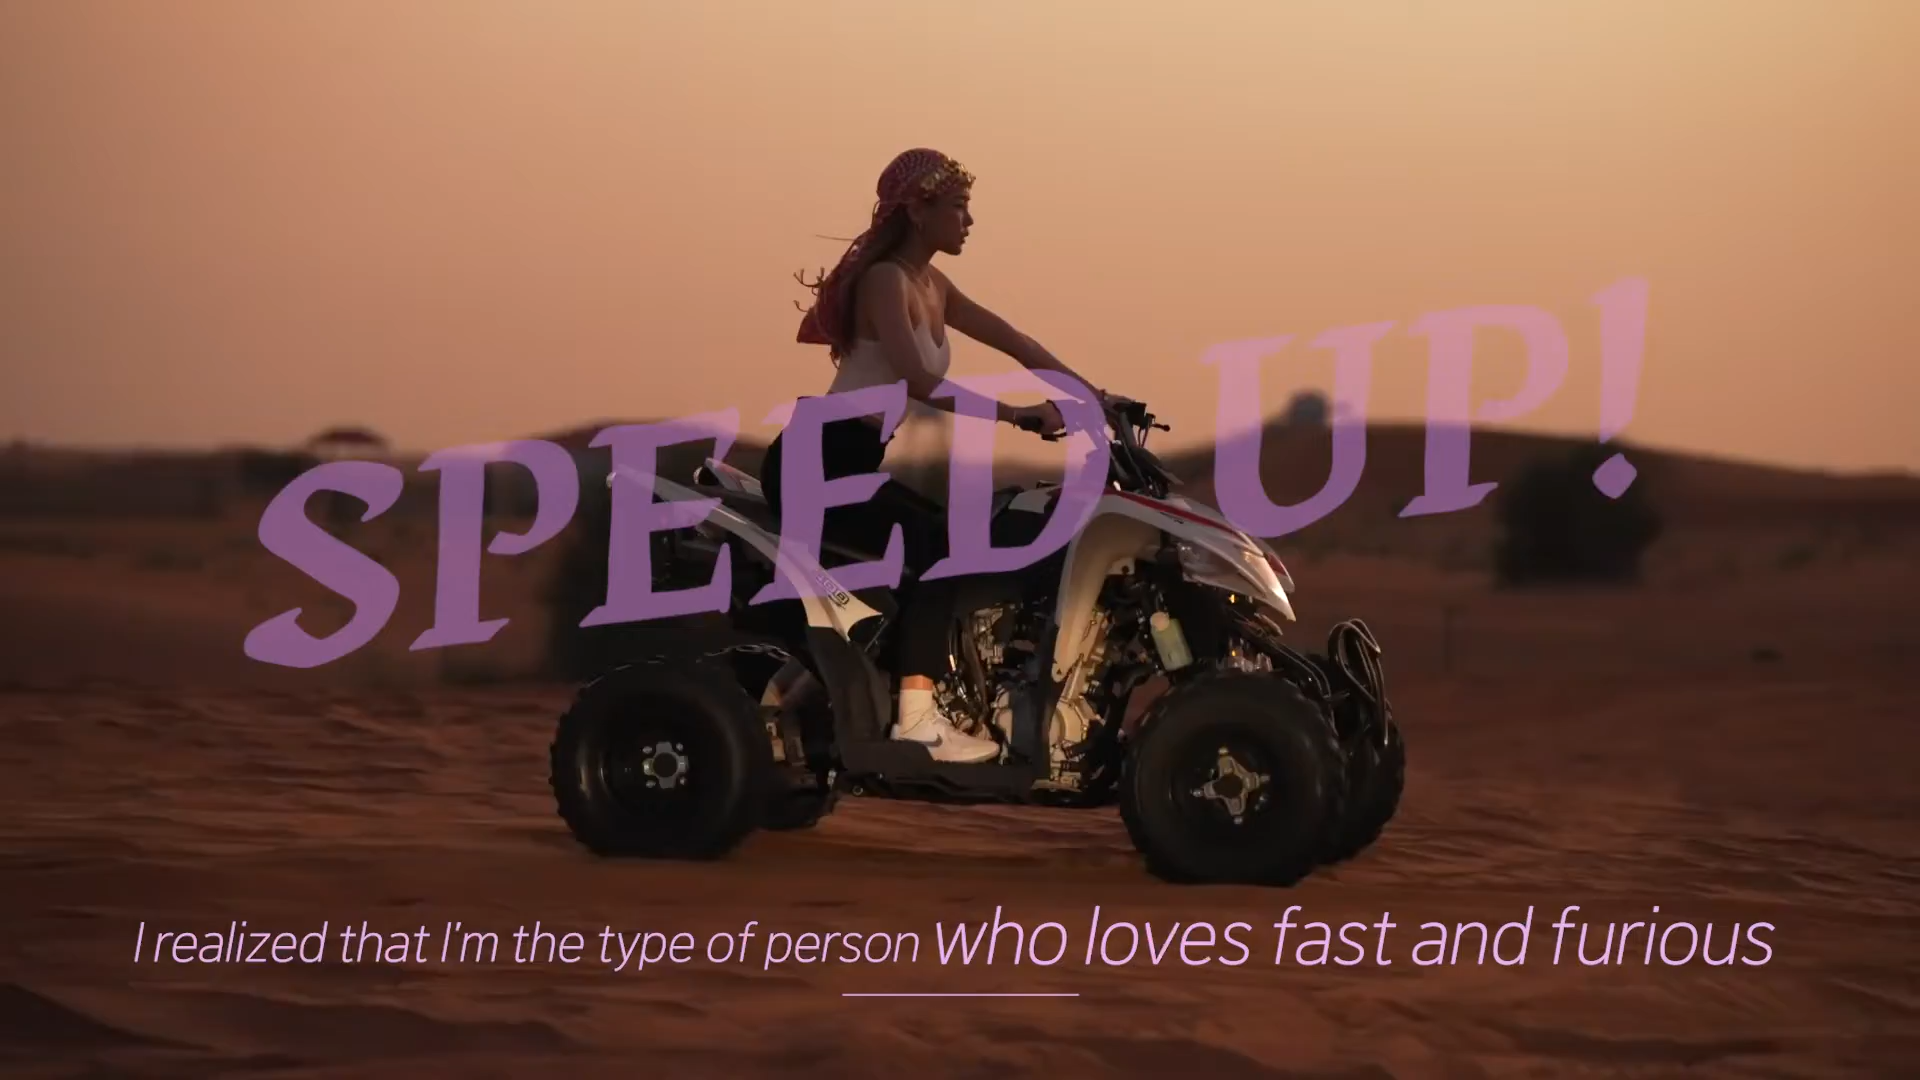 SPEED UP!
I realized that I'm the type of person who loves fast and furious